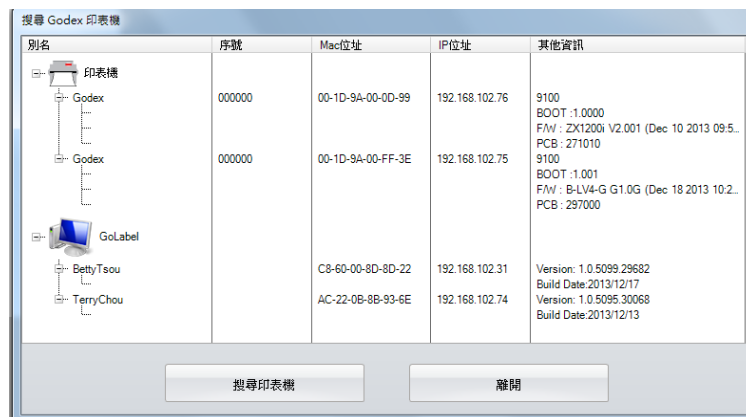 搜尋 Godex 印表機
別名 序號 Mac位址 IP位址 其他資訊
印表機
Godex 000000 00-1D-9A-00-0D-99 192.168.102.76 9100
BOOT :1.0000
F/W : ZX1200i V2.001 (Dec 10 2013 09:5...
PCB : 271010
Godex 000000 00-1D-9A-00-FF-3E 192.168.102.75 9100
BOOT :1.001
F/W : B-LV4-G G1.0G (Dec 18 2013 10:2...
PCB : 297000
GoLabel
BettyTsou C8-60-00-8D-8D-22 192.168.102.31 Version: 1.0.5099.29682
Build Date:2013/12/17
TerryChou AC-22-0B-8B-93-6E 192.168.102.74 Version: 1.0.5095.30068
Build Date:2013/12/13
搜尋印表機 離開